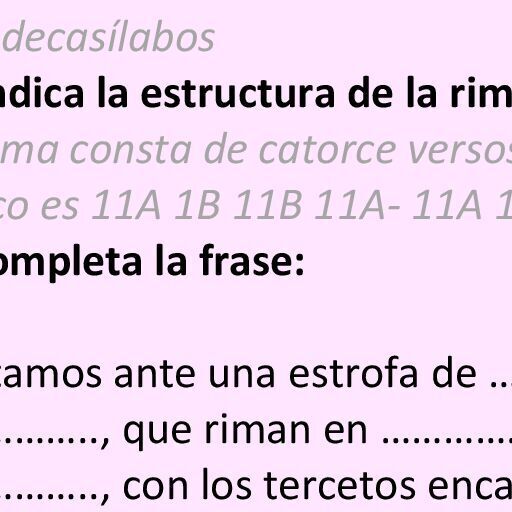 decasílabos
ndica la estructura de la rim
ma consta de catorce versos
co es 11A 1B 11B 11A- 11A 1
ompleta la frase:
tamos ante una estrofa de ..
..........., que riman en .............
..........., con los tercetos enca